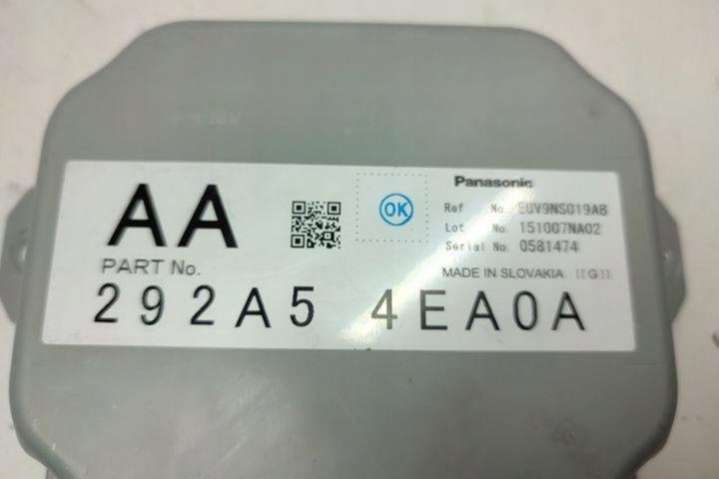 AA
OK
Panasonic
Ref No. EUV9NS019AB
Lot No. 151007NA02
Serial No. 0581474
PART No.
MADE IN SLOVAKIA [[G]]
292A5 4EA0A